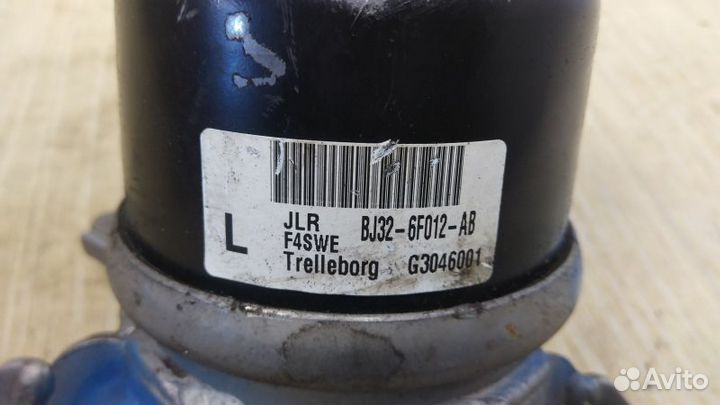 L
JLR BJ32-6F012-AB
F4SWE
Trelleborg G3046001
Avito